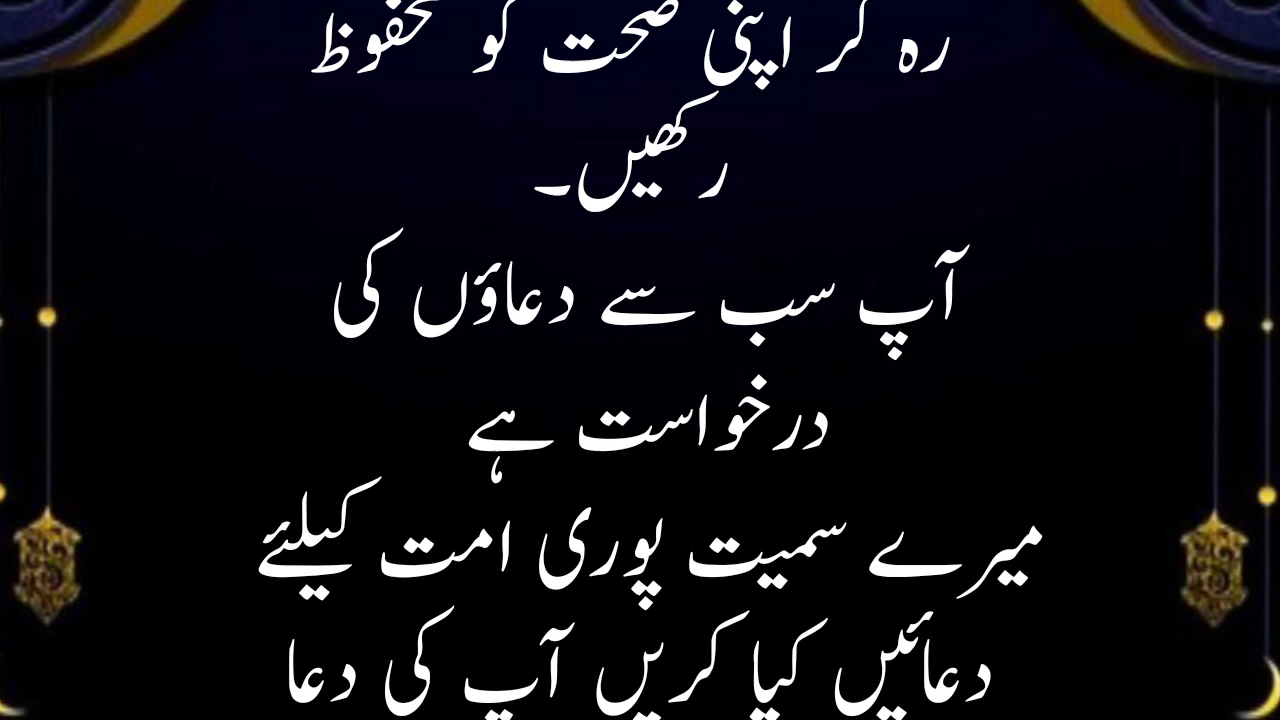 رہ کر اپنی صحت کو محفوظ
رکھیں۔
آپ سب سے دعاؤں کی
درخواست ہے
میرے سمیت پوری امت کیلئے
دعائیں کیا کریں آپ کی دعا